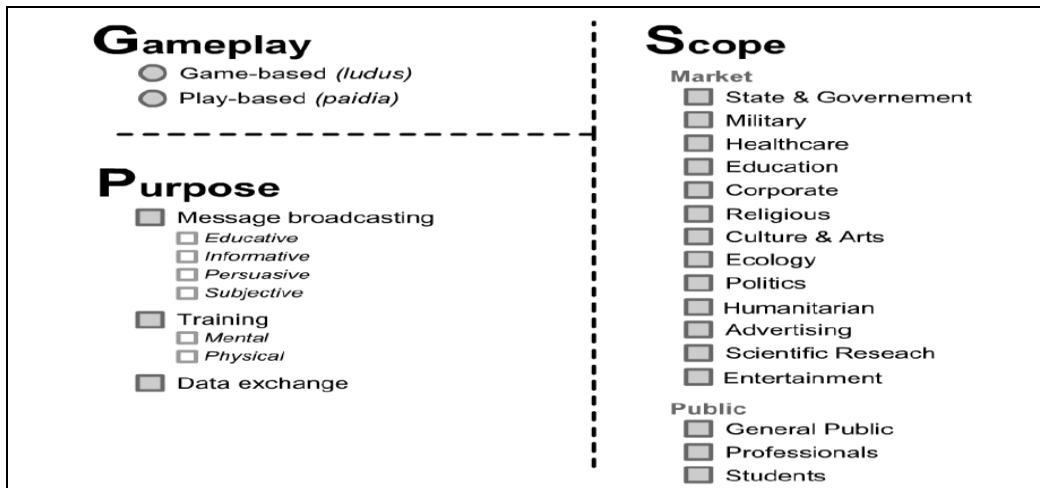 Gameplay
Game-based (ludus)
Play-based (paidia)
Purpose
Message broadcasting
Educative
Informative
Persuasive
Subjective
Training
Mental
Physical
Data exchange
Scope
Market
State & Governement
Military
Healthcare
Education
Corporate
Religious
Culture & Arts
Ecology
Politics
Humanitarian
Advertising
Scientific Reseach
Entertainment
Public
General Public
Professionals
Students